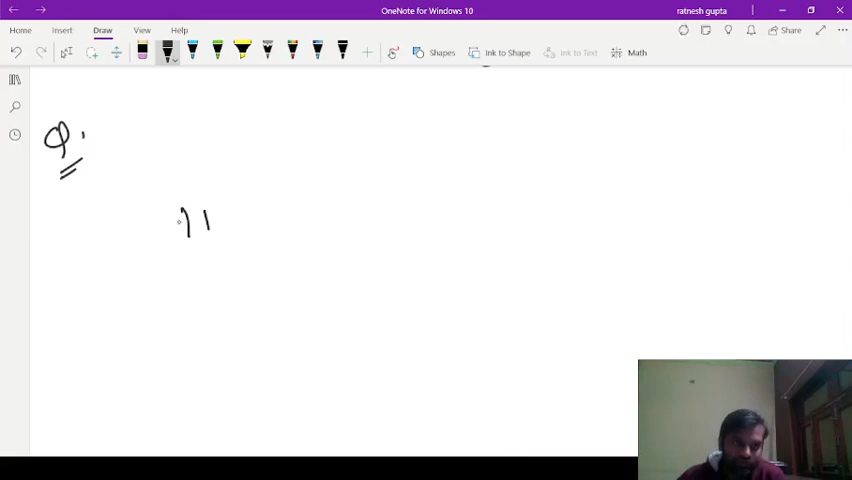 OneNote for Windows 10
ratnesh gupta
Home Insert Draw View Help
Share
Shapes Ink to Shape Ink to Text Math
Q.
11